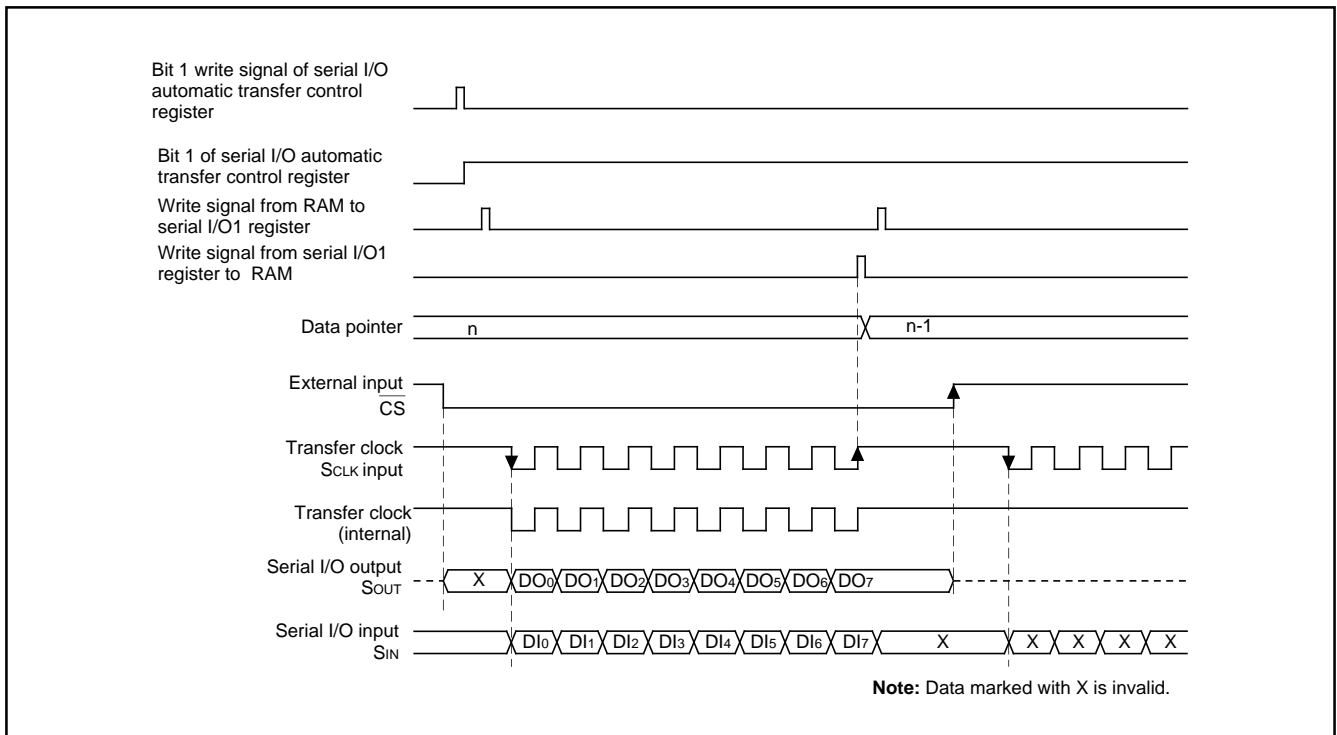 Bit 1 write signal of serial I/O
automatic transfer control
register
Bit 1 of serial I/O automatic
transfer control register
Write signal from RAM to
serial I/O1 register
Write signal from serial I/O1
register to RAM
Data pointer
n
n-1
External input
CS
Transfer clock
SCLK input
Transfer clock
(internal)
Serial I/O output
SOUT
X DO0 DO1 DO2 DO3 DO4 DO5 DO6 DO7
Serial I/O input
SIN
DI0 DI1 DI2 DI3 DI4 DI5 DI6 DI7 X X X X X
Note: Data marked with X is invalid.